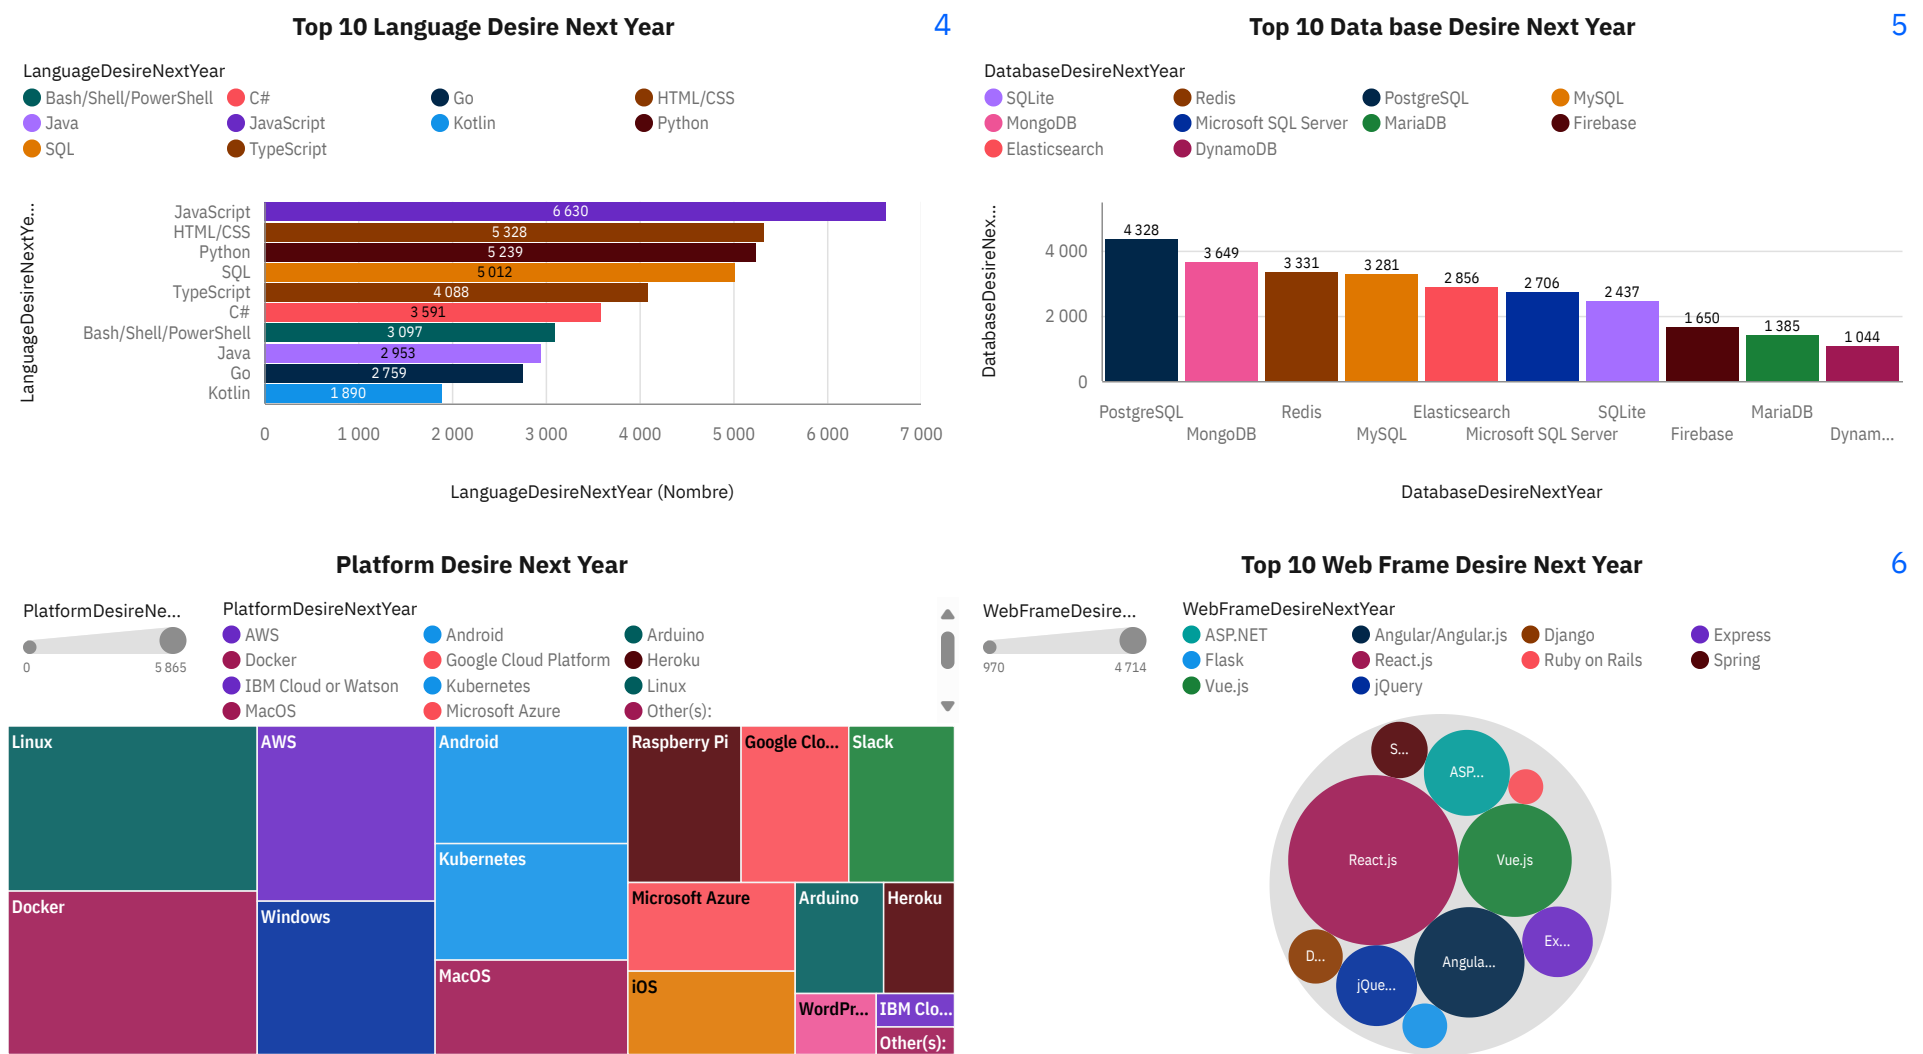 Top 10 Language Desire Next Year
4
LanguageDesireNextYear
Bash/Shell/PowerShell C# Go HTML/CSS
Java JavaScript Kotlin Python
SQL TypeScript
LanguageDesireNextYe...
JavaScript 6 630
HTML/CSS 5 328
Python 5 239
SQL 5 012
TypeScript 4 088
C# 3 591
Bash/Shell/PowerShell 3 097
Java 2 953
Go 2 759
Kotlin 1 890
0 1 000 2 000 3 000 4 000 5 000 6 000 7 000
LanguageDesireNextYear (Nombre)
Top 10 Data base Desire Next Year
5
DatabaseDesireNextYear
SQLite Redis PostgreSQL MySQL
MongoDB Microsoft SQL Server MariaDB Firebase
Elasticsearch DynamoDB
DatabaseDesireNex...
4 000
2 000
0
4 328 3 649 3 331 3 281 2 856 2 706 2 437 1 650 1 385 1 044
PostgreSQL Redis Elasticsearch SQLite MariaDB
MongoDB MySQL Microsoft SQL Server Firebase Dynam...
DatabaseDesireNextYear
Platform Desire Next Year
PlatformDesireNe...
0 5 865
PlatformDesireNextYear
AWS Android Arduino
Docker Google Cloud Platform Heroku
IBM Cloud or Watson Kubernetes Linux
MacOS Microsoft Azure Other(s):
Linux AWS Android Raspberry Pi Google Clo... Slack
Kubernetes
Microsoft Azure Arduino Heroku
Docker Windows
MacOS iOS
WordPr... IBM Clo...
Other(s):
Top 10 Web Frame Desire Next Year
6
WebFrameDesire...
970 4 714
WebFrameDesireNextYear
ASP.NET Angular/Angular.js Django Express
Flask React.js Ruby on Rails Spring
Vue.js jQuery
S...
ASP...
React.js Vue.js
Ex...
D... Angula...
jQue...